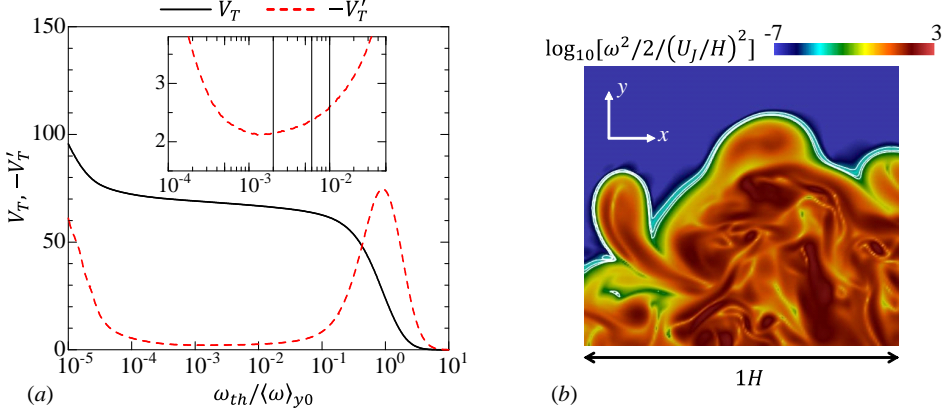 V_T -V'_T
150
100
50
0
V_T, -V'_T
3
2
10^-4 10^-3 10^-2
10^-5 10^-4 10^-3 10^-2 10^-1 10^0 10^1
ω_th/⟨ω⟩_y0
(a)
log_10[ω^2/2/(U_J/H)^2] -7 3
y
x
1H
(b)